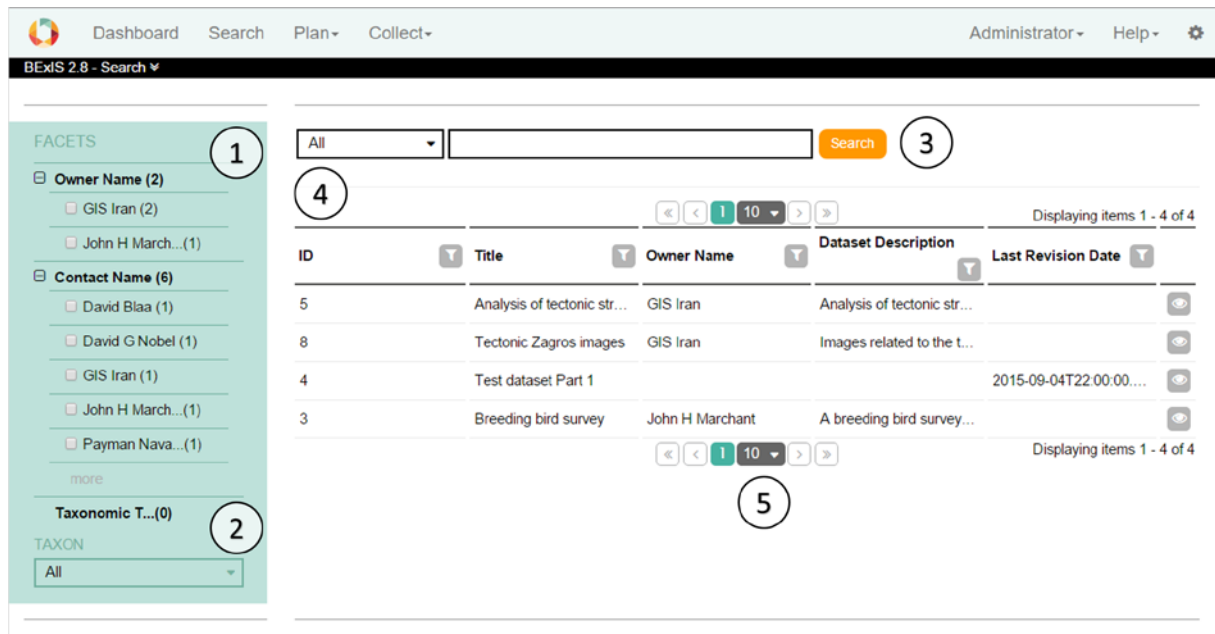 Dashboard Search Plan Collect Administrator Help
BExIS 2.8 - Search
FACETS
1
Owner Name (2)
GIS Iran (2)
John H March...(1)
Contact Name (6)
David Blaa (1)
David G Nobel (1)
GIS Iran (1)
John H March...(1)
Payman Nava...(1)
more
Taxonomic T...(0)
2
TAXON
All
All Search 3
4
« < 1 10 > » Displaying items 1 - 4 of 4
ID Title Owner Name Dataset Description Last Revision Date
5 Analysis of tectonic str... GIS Iran Analysis of tectonic str...
8 Tectonic Zagros images GIS Iran Images related to the t...
4 Test dataset Part 1 2015-09-04T22:00:00....
3 Breeding bird survey John H Marchant A breeding bird survey...
« < 1 10 > » Displaying items 1 - 4 of 4
5